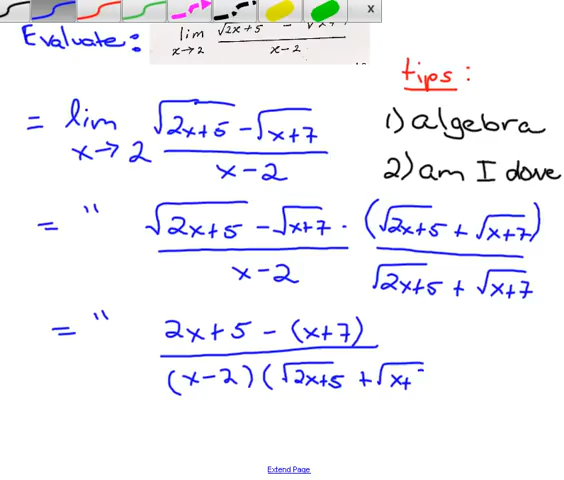 x
Evaluate: lim x→2 √2x+5 - √x+7 / x-2
tips:
= lim x→2 √2x+5 - √x+7 / x-2
1) algebra
2) am I dove
= " √2x+5 - √x+7 / x-2 · (√2x+5 + √x+7) / √2x+5 + √x+7
= " 2x+5 - (x+7) / (x-2)(√2x+5 + √x+
Extend Page